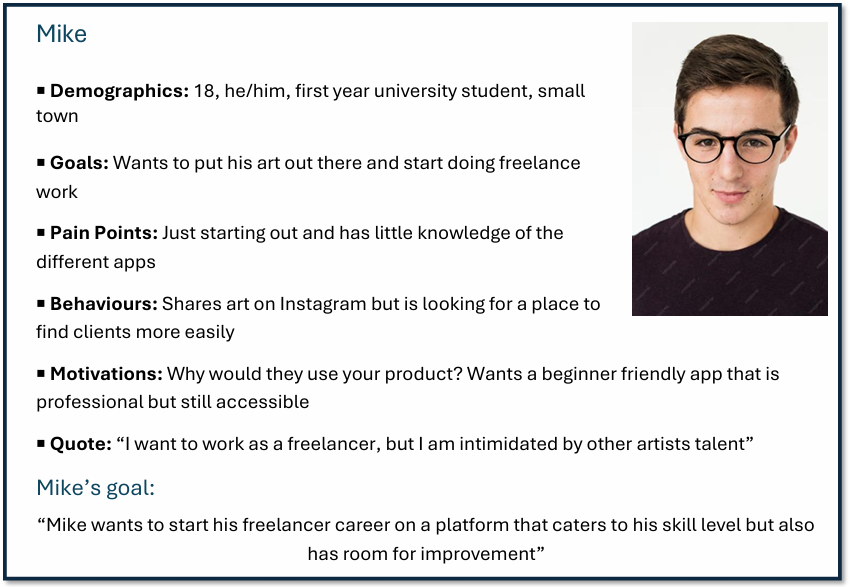 Mike
▪ Demographics: 18, he/him, first year university student, small
town
▪ Goals: Wants to put his art out there and start doing freelance
work
▪ Pain Points: Just starting out and has little knowledge of the
different apps
▪ Behaviours: Shares art on Instagram but is looking for a place to
find clients more easily
▪ Motivations: Why would they use your product? Wants a beginner friendly app that is
professional but still accessible
▪ Quote: “I want to work as a freelancer, but I am intimidated by other artists talent”
Mike’s goal:
“Mike wants to start his freelancer career on a platform that caters to his skill level but also
has room for improvement”